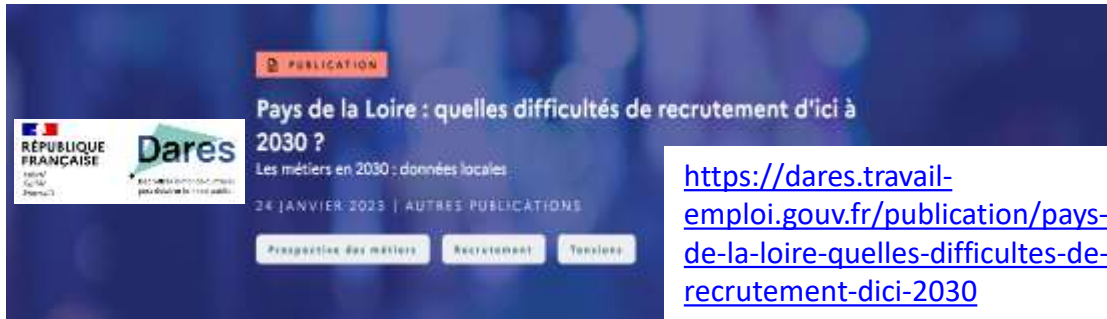 PUBLICATION
Pays de la Loire : quelles difficultés de recrutement d'ici à
2030 ?
Les métiers en 2030 : données locales
24 JANVIER 2023 | AUTRES PUBLICATIONS
Prospective des métiers
Recrutement
Tensions
RÉPUBLIQUE
FRANÇAISE
Dares
https://dares.travail-
emploi.gouv.fr/publication/pays-
de-la-loire-quelles-difficultes-de-
recrutement-dici-2030